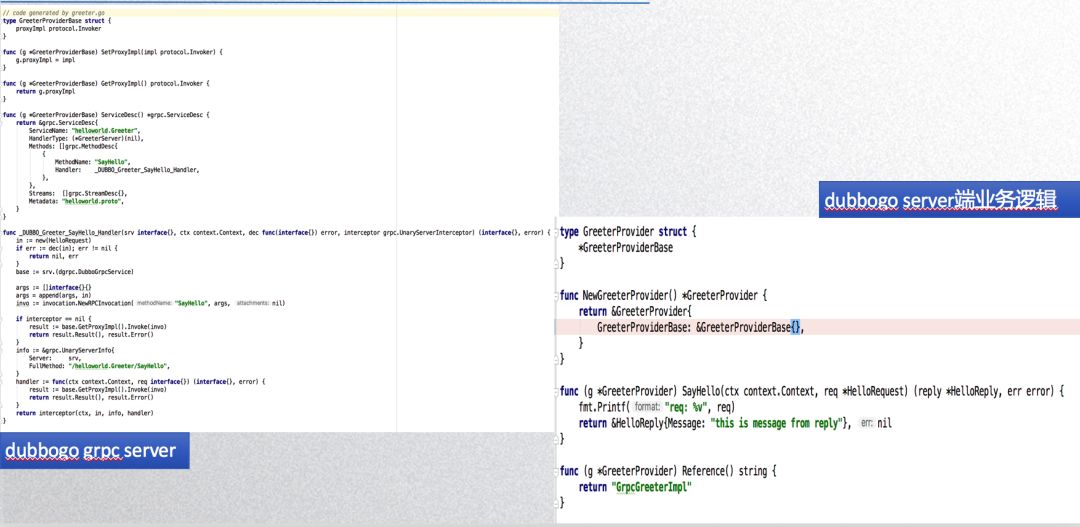 // code generated by greeter.go
type GreeterProviderBase struct {
proxyImpl protocol.Invoker
}
func (g *GreeterProviderBase) SetProxyImpl(impl protocol.Invoker) {
g.proxyImpl = impl
}
func (g *GreeterProviderBase) GetProxyImpl() protocol.Invoker {
return g.proxyImpl
}
func (g *GreeterProviderBase) ServiceDesc() *grpc.ServiceDesc {
return &grpc.ServiceDesc{
ServiceName: "helloworld.Greeter",
HandlerType: (*GreeterServer)(nil),
Methods: []grpc.MethodDesc{
{
MethodName: "SayHello",
Handler: _DUBBO_Greeter_SayHello_Handler,
},
},
Streams: []grpc.StreamDesc{},
Metadata: "helloworld.proto",
}
}
func _DUBBO_Greeter_SayHello_Handler(srv interface{}, ctx context.Context, dec func(interface{}) error, interceptor grpc.UnaryServerInterceptor) (interface{}, error) {
in := new(HelloRequest)
if err := dec(in); err != nil {
return nil, err
}
base := srv.(dgrpc.DubboGrpcService)
args := []interface{}{}
args = append(args, in)
invo := invocation.NewRPCInvocation( methodName: "SayHello", args, attachments: nil)
if interceptor == nil {
result := base.GetProxyImpl().Invoke(invo)
return result.Result(), result.Error()
}
info := &grpc.UnaryServerInfo{
Server: srv,
FullMethod: "/helloworld.Greeter/SayHello",
}
handler := func(ctx context.Context, req interface{}) (interface{}, error) {
result := base.GetProxyImpl().Invoke(invo)
return result.Result(), result.Error()
}
return interceptor(ctx, in, info, handler)
}
dubbogo grpc server
dubbogo server端业务逻辑
type GreeterProvider struct {
*GreeterProviderBase
}
func NewGreeterProvider() *GreeterProvider {
return &GreeterProvider{
GreeterProviderBase: &GreeterProviderBase{},
}
}
func (g *GreeterProvider) SayHello(ctx context.Context, req *HelloRequest) (reply *HelloReply, err error) {
fmt.Printf( format: "req: %v", req)
return &HelloReply{Message: "this is message from reply"}, err: nil
}
func (g *GreeterProvider) Reference() string {
return "GrpcGreeterImpl"
}